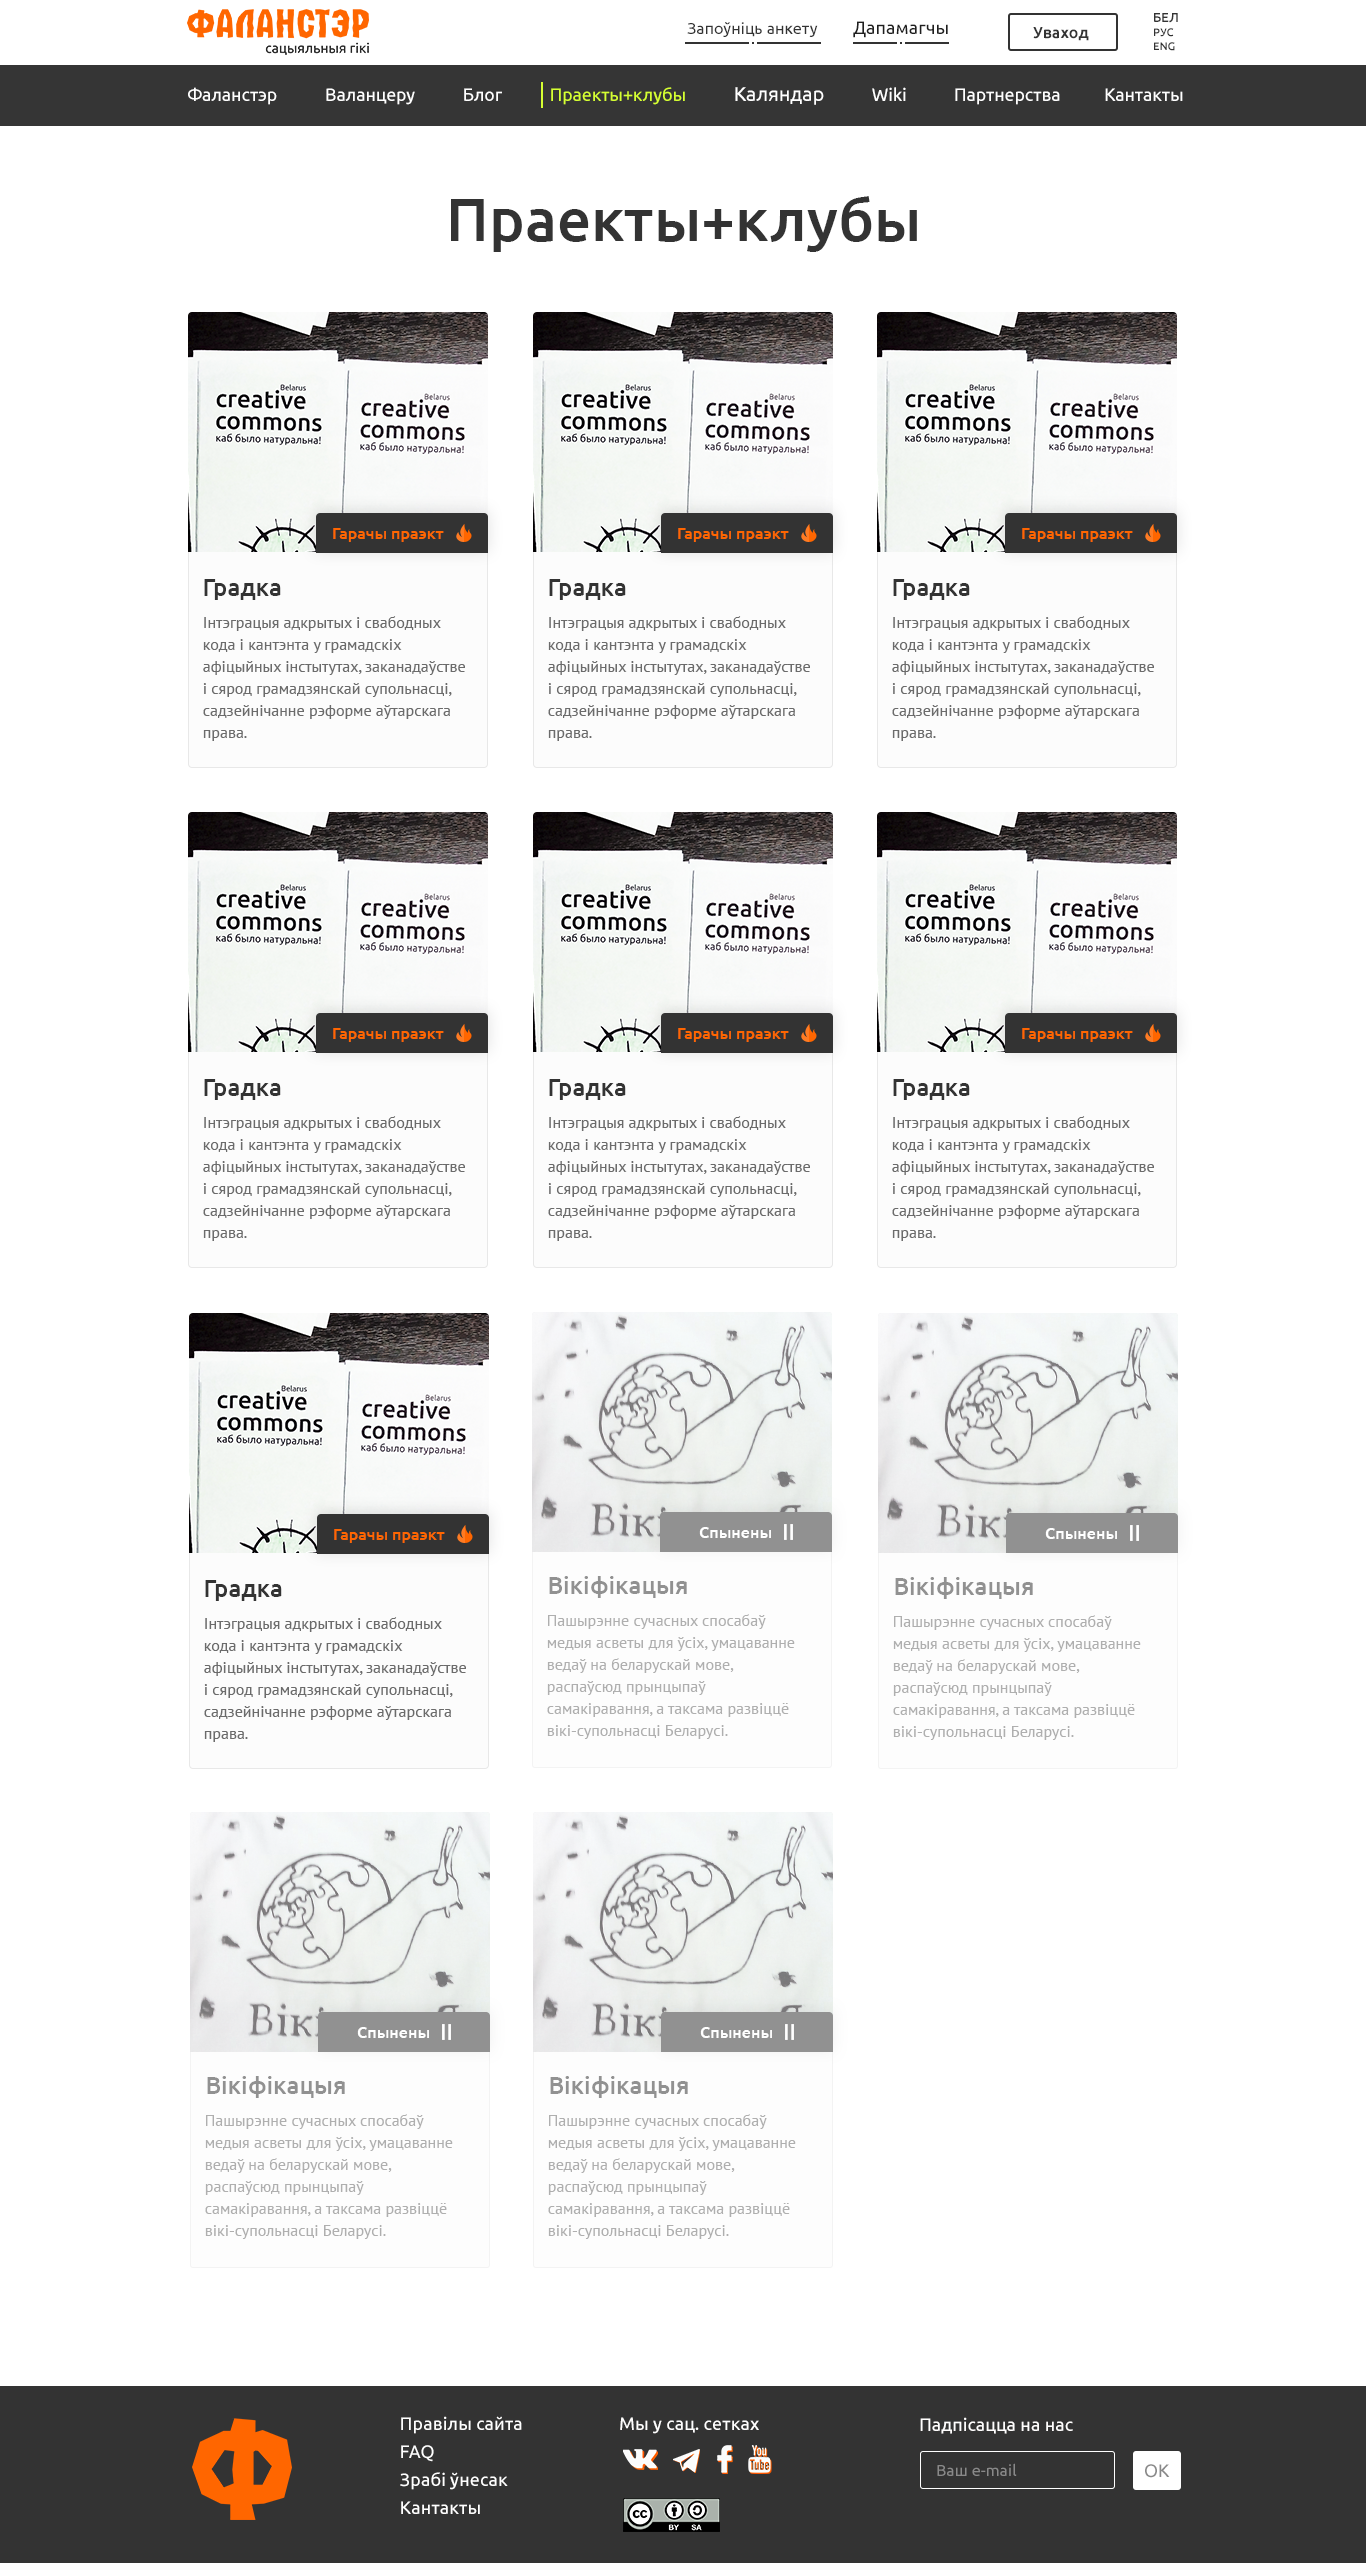 ФАЛАНСТЭР
сацыяльныя гікі
Запоўніць анкету
Дапамагчы
Уваход
БЕЛ
РУС
ENG
Фаланстэр Валанцеру Блог Праекты+клубы Каляндар Wiki Партнерства Кантакты
Праекты+клубы
Belarus
creative
commons
каб было натуральна!
Belarus
creative
commons
каб было натуральна!
Гарачы праэкт
Градка
Інтэграцыя адкрытых і свабодных
кода і кантэнта у грамадскіх
афіцыйных інстытутах, заканадаўстве
і сярод грамадзянскай супольнасці,
садзейнічанне рэформе аўтарскага
права.
Belarus
creative
commons
каб было натуральна!
Belarus
creative
commons
каб было натуральна!
Гарачы праэкт
Градка
Інтэграцыя адкрытых і свабодных
кода і кантэнта у грамадскіх
афіцыйных інстытутах, заканадаўстве
і сярод грамадзянскай супольнасці,
садзейнічанне рэформе аўтарскага
права.
Belarus
creative
commons
каб было натуральна!
Belarus
creative
commons
каб было натуральна!
Гарачы праэкт
Градка
Інтэграцыя адкрытых і свабодных
кода і кантэнта у грамадскіх
афіцыйных інстытутах, заканадаўстве
і сярод грамадзянскай супольнасці,
садзейнічанне рэформе аўтарскага
права.
Belarus
creative
commons
каб было натуральна!
Belarus
creative
commons
каб было натуральна!
Гарачы праэкт
Градка
Інтэграцыя адкрытых і свабодных
кода і кантэнта у грамадскіх
афіцыйных інстытутах, заканадаўстве
і сярод грамадзянскай супольнасці,
садзейнічанне рэформе аўтарскага
права.
Belarus
creative
commons
каб было натуральна!
Belarus
creative
commons
каб было натуральна!
Гарачы праэкт
Градка
Інтэграцыя адкрытых і свабодных
кода і кантэнта у грамадскіх
афіцыйных інстытутах, заканадаўстве
і сярод грамадзянскай супольнасці,
садзейнічанне рэформе аўтарскага
права.
Belarus
creative
commons
каб было натуральна!
Belarus
creative
commons
каб было натуральна!
Гарачы праэкт
Градка
Інтэграцыя адкрытых і свабодных
кода і кантэнта у грамадскіх
афіцыйных інстытутах, заканадаўстве
і сярод грамадзянскай супольнасці,
садзейнічанне рэформе аўтарскага
права.
Belarus
creative
commons
каб было натуральна!
Belarus
creative
commons
каб было натуральна!
Гарачы праэкт
Градка
Інтэграцыя адкрытых і свабодных
кода і кантэнта у грамадскіх
афіцыйных інстытутах, заканадаўстве
і сярод грамадзянскай супольнасці,
садзейнічанне рэформе аўтарскага
права.
Спынены
Вікіфікацыя
Пашырэнне сучасных спосабаў
медыя асветы для ўсіх, умацаванне
ведаў на беларускай мове,
распаўсюд прынцыпаў
самакіравання, а таксама развіццё
вікі-супольнасці Беларусі.
Спынены
Вікіфікацыя
Пашырэнне сучасных спосабаў
медыя асветы для ўсіх, умацаванне
ведаў на беларускай мове,
распаўсюд прынцыпаў
самакіравання, а таксама развіццё
вікі-супольнасці Беларусі.
Спынены
Вікіфікацыя
Пашырэнне сучасных спосабаў
медыя асветы для ўсіх, умацаванне
ведаў на беларускай мове,
распаўсюд прынцыпаў
самакіравання, а таксама развіццё
вікі-супольнасці Беларусі.
Спынены
Вікіфікацыя
Пашырэнне сучасных спосабаў
медыя асветы для ўсіх, умацаванне
ведаў на беларускай мове,
распаўсюд прынцыпаў
самакіравання, а таксама развіццё
вікі-супольнасці Беларусі.
Ф
Правілы сайта
FAQ
Зрабі ўнесак
Кантакты
Мы у сац. сетках
You
Tube
cc
BY SA
Падпісацца на нас
Ваш e-mail
OK